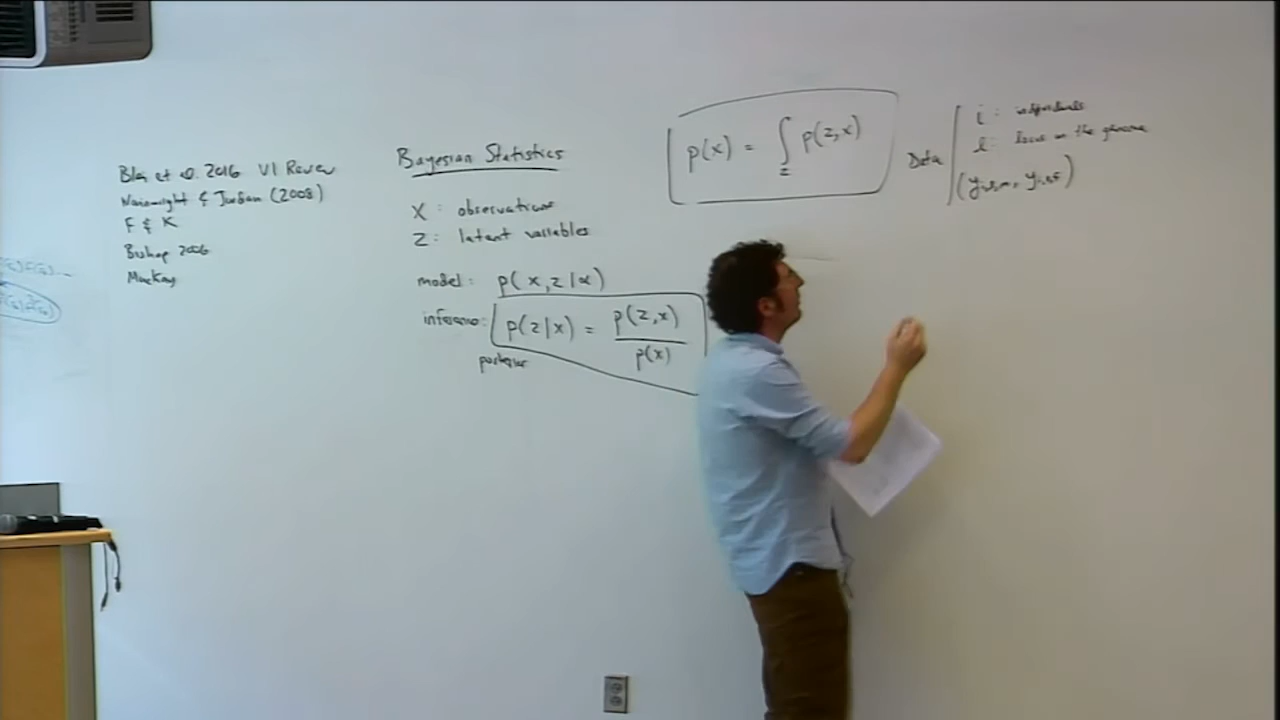 Blei et al. 2016 VI Review
Wainwright & Jordan (2008)
F & K
Bishop 2006
Mackay
Bayesian Statistics
X : observations
Z : latent variables
model : p(x,z|α)
inference : p(z|x) = p(z,x) / p(x)
posterior
p(x) = ∫z p(z,x)
Data
i : individuals
l : locus on the genome